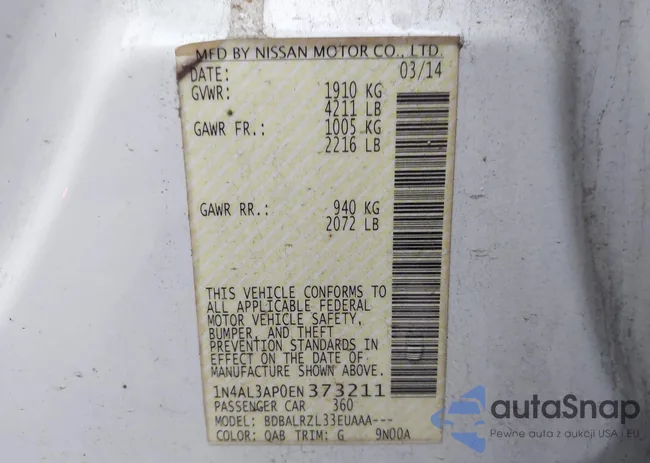 MFD BY NISSAN MOTOR CO., LTD.
DATE: 03/14
GVWR: 1910 KG
4211 LB
GAWR FR.: 1005 KG
2216 LB
GAWR RR.: 940 KG
2072 LB
THIS VEHICLE CONFORMS TO
ALL APPLICABLE FEDERAL
MOTOR VEHICLE SAFETY,
BUMPER, AND THEFT
PREVENTION STANDARDS IN
EFFECT ON THE DATE OF
MANUFACTURE SHOWN ABOVE.
1N4AL3AP0EN 373211
PASSENGER CAR 360
MODEL: BDBALRZL33EUAAA---
COLOR: QAB TRIM: G 9N00A
autoSnap
Pewne auta z aukcji USA i EU